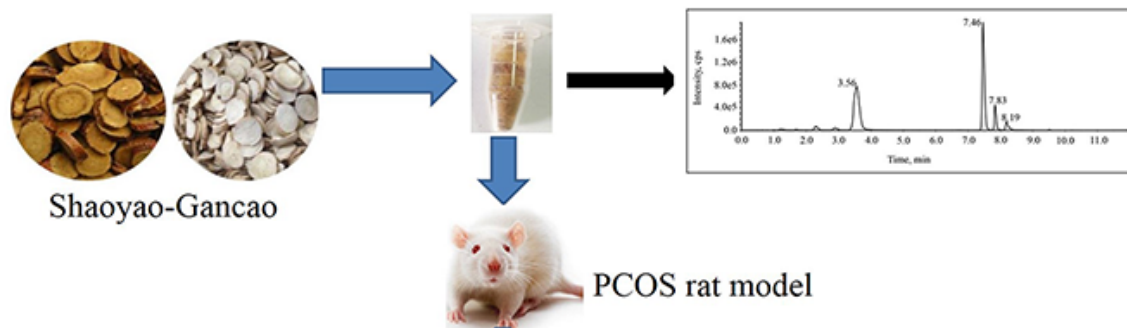 7.46
1.6e6
1.2e6
Intensity, cps
8.0e5
3.56
4.0e5
7.83
8.19
0.0
0.0 1.0 2.0 3.0 4.0 5.0 6.0 7.0 8.0 9.0 10.0 11.0
Time, min
Shaoyao-Gancao
PCOS rat model